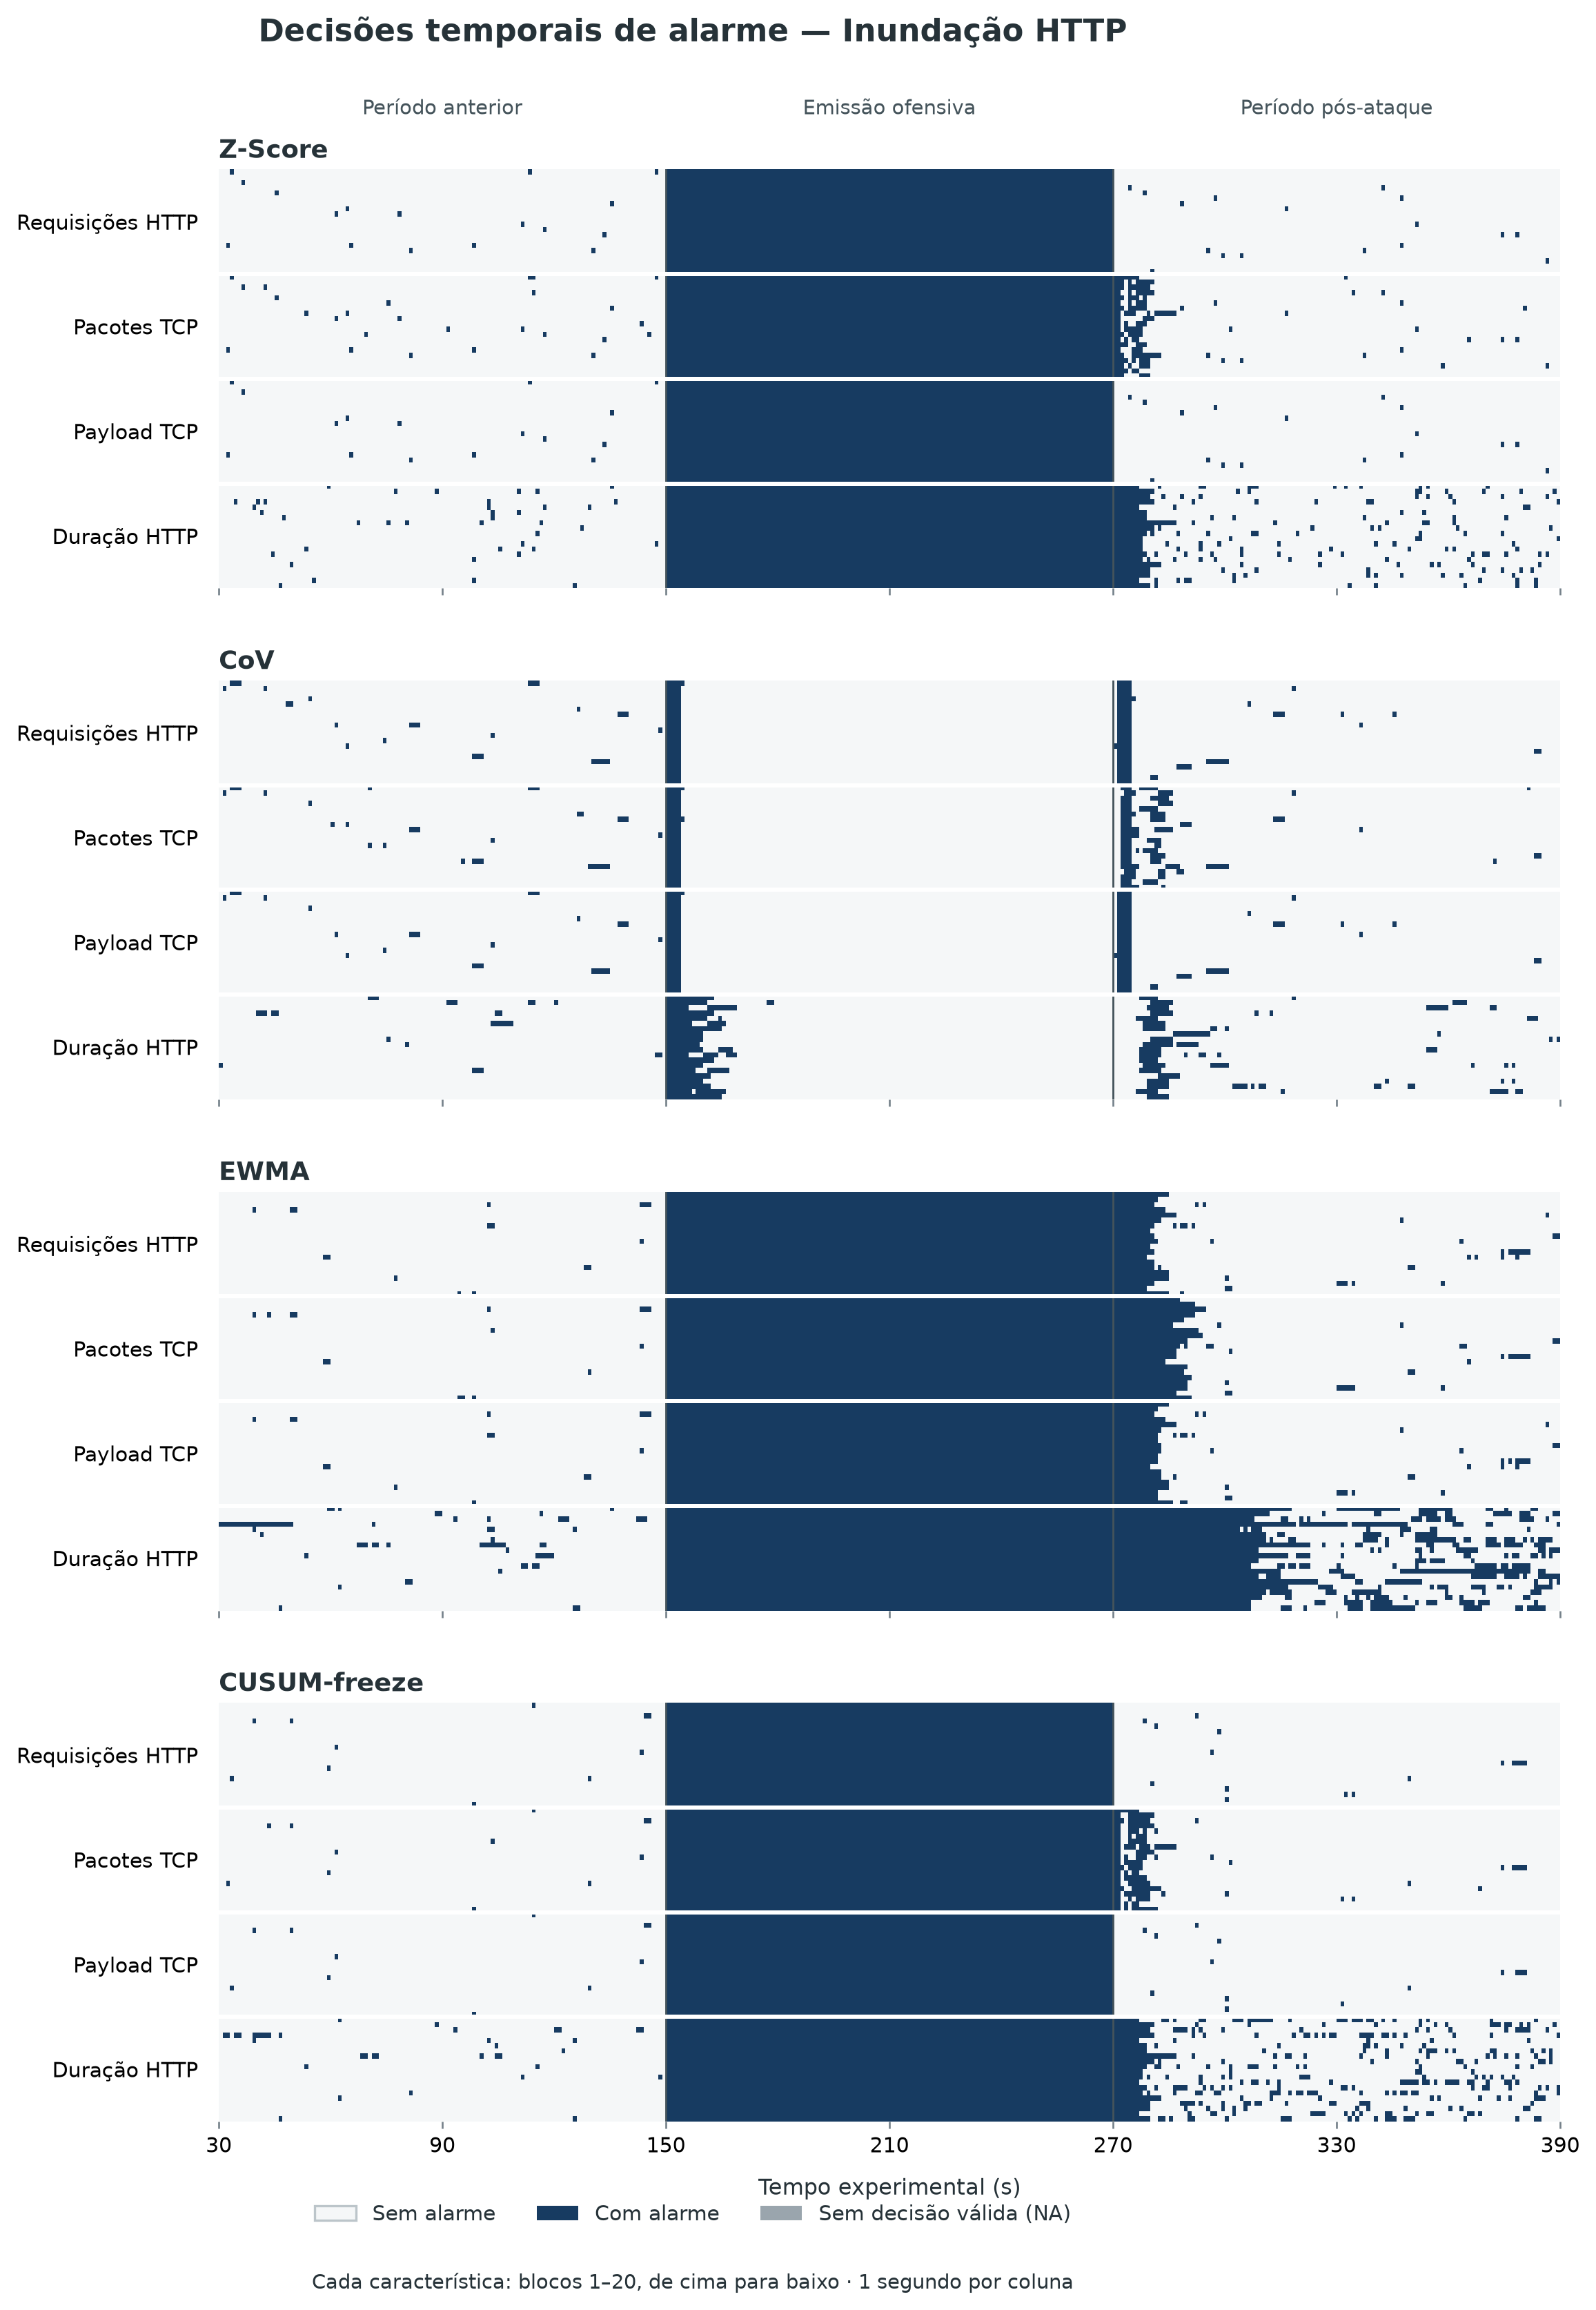 Decisões temporais de alarme — Inundação HTTP
Período anterior
Emissão ofensiva
Período pós-ataque
Z-Score
Requisições HTTP
Pacotes TCP
Payload TCP
Duração HTTP
CoV
Requisições HTTP
Pacotes TCP
Payload TCP
Duração HTTP
EWMA
Requisições HTTP
Pacotes TCP
Payload TCP
Duração HTTP
CUSUM-freeze
Requisições HTTP
Pacotes TCP
Payload TCP
Duração HTTP
30 90 150 210 270 330 390
Tempo experimental (s)
Sem alarme
Com alarme
Sem decisão válida (NA)
Cada característica: blocos 1–20, de cima para baixo · 1 segundo por coluna